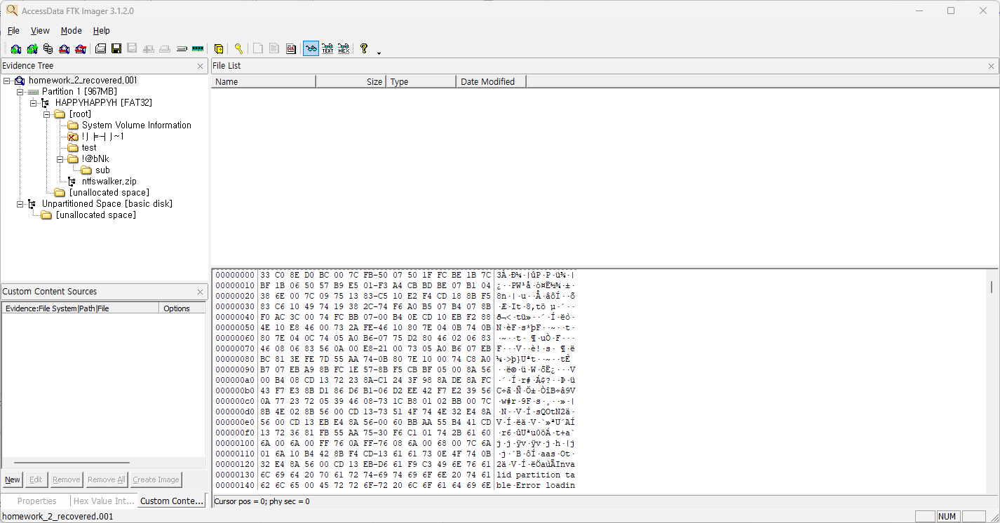 AccessData FTK Imager 3.1.2.0
File View Mode Help
Evidence Tree
homework_2_recovered.001
Partition 1 [967MB]
HAPPYHAPPYH [FAT32]
[root]
System Volume Information
test
!@bNk
sub
ntfswalker.zip
[unallocated space]
Unpartitioned Space [basic disk]
[unallocated space]
Custom Content Sources
Evidence:File System|Path|File Options
New Edit Remove Remove All Create Image
Properties Hex Value Int... Custom Conte...
File List
Name Size Type Date Modified
00000000 33 C0 8E D0 BC 00 7C FB-50 07 50 1F FC BE 1B 7C 3À·Ð¼·|ûP·P·ü¾·|
00000010 BF 1B 06 50 57 B9 E5 01-F3 A4 CB BD BE 07 B1 04 ¿··PW¹å·ó¤Ë½¾·±·
00000020 38 6E 00 7C 09 75 13 83-C5 10 E2 F4 CD 18 8B F5 8n·|·u··Å·âôÍ··õ
00000030 83 C6 10 49 74 19 38 2C-74 F6 A0 B5 07 B4 07 8B ·Æ·It·8,tö µ·´··
00000040 F0 AC 3C 00 74 FC BB 07-00 B4 0E CD 10 EB F2 88 ð¬<·tü»··´·Í·ëò·
00000050 4E 10 E8 46 00 73 2A FE-46 10 80 7E 04 0B 74 0B N·èF·s*þF··~··t·
00000060 80 7E 04 0C 74 05 A0 B6-07 75 D2 80 46 02 06 83 ·~··t· ¶·uÒ·F···
00000070 46 08 06 83 56 0A 00 E8-21 00 73 05 A0 B6 07 EB F···V··è!·s· ¶·ë
00000080 BC 81 3E FE 7D 55 AA 74-0B 80 7E 10 00 74 C8 A0 ¼·>þ}Uªt··~··tÈ
00000090 B7 07 EB A9 8B FC 1E 57-8B F5 CB BF 05 00 8A 56 ··ë©·ü·W·õË¿···V
000000a0 00 B4 08 CD 13 72 23 8A-C1 24 3F 98 8A DE 8A FC ·´·Í·r#·Á$?··Þ·ü
000000b0 43 F7 E3 8B D1 86 D6 B1-06 D2 EE 42 F7 E2 39 56 C÷ã·Ñ·Ö±·ÒîB÷â9V
000000c0 0A 77 23 72 05 39 46 08-73 1C B8 01 02 BB 00 7C ·w#r·9F·s·¸··»·|
000000d0 8B 4E 02 8B 56 00 CD 13-73 51 4F 74 4E 32 E4 8A ·N··V·Í·sQOtN2ä·
000000e0 56 00 CD 13 EB E4 8A 56-00 60 BB AA 55 B4 41 CD V·Í·ëä·V·`»ªU´AÍ
000000f0 13 72 36 81 FB 55 AA 75-30 F6 C1 01 74 2B 61 60 ·r6·ûUªu0öÁ·t+a`
00000100 6A 00 6A 00 FF 76 0A FF-76 08 6A 00 68 00 7C 6A j·j·ÿv·ÿv·j·h·|j
00000110 01 6A 10 B4 42 8B F4 CD-13 61 61 73 0E 4F 74 0B ·j·´B·ôÍ·aas·Ot·
00000120 32 E4 8A 56 00 CD 13 EB-D6 61 F9 C3 49 6E 76 61 2ä·V·Í·ëÖaùÃInva
00000130 6C 69 64 20 70 61 72 74-69 74 69 6F 6E 20 74 61 lid partition ta
00000140 62 6C 65 00 45 72 72 6F-72 20 6C 6F 61 64 69 6E ble·Error loadin
Cursor pos = 0; phy sec = 0
homework_2_recovered.001 NUM